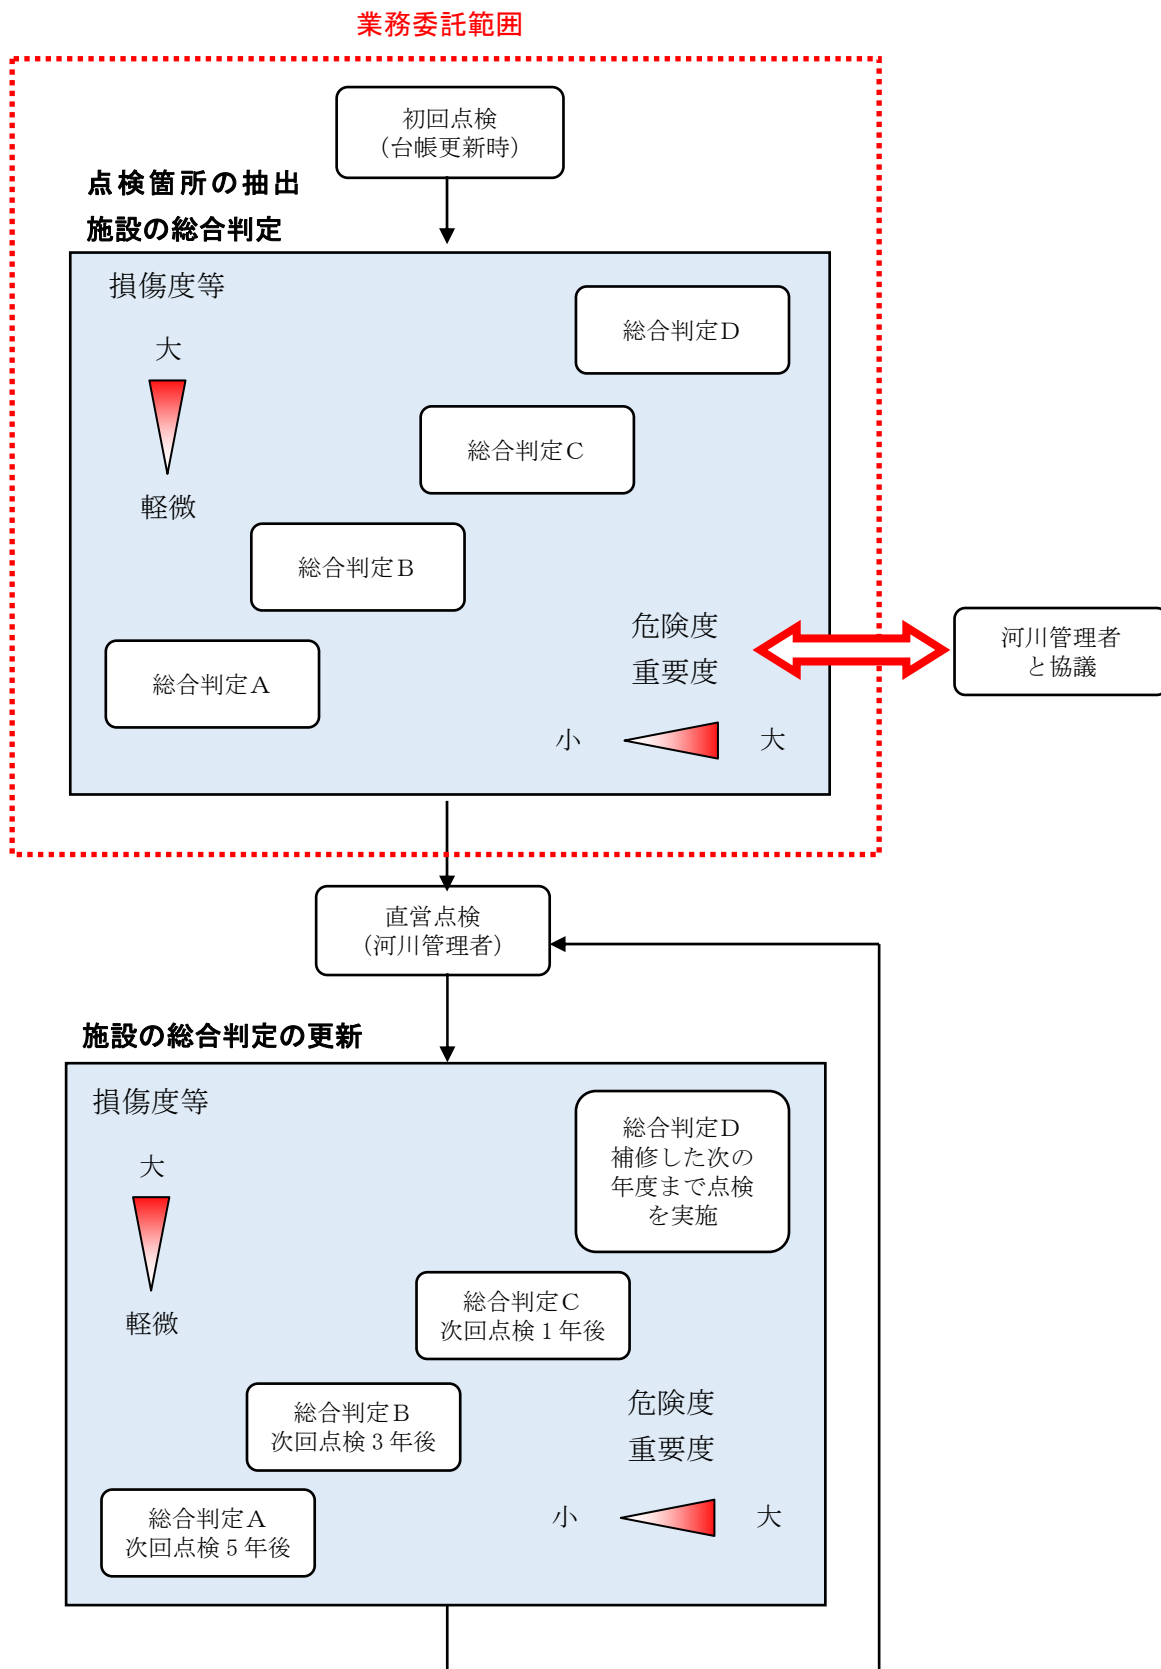 業務委託範囲
初回点検
（台帳更新時）
点検箇所の抽出
施設の総合判定
損傷度等
大
軽微
総合判定Ｄ
総合判定Ｃ
総合判定Ｂ
総合判定Ａ
危険度
重要度
小
大
河川管理者
と協議
直営点検
（河川管理者）
施設の総合判定の更新
損傷度等
大
軽微
総合判定Ｄ
補修した次の
年度まで点検
を実施
総合判定Ｃ
次回点検１年後
総合判定Ｂ
次回点検３年後
総合判定Ａ
次回点検５年後
危険度
重要度
小
大